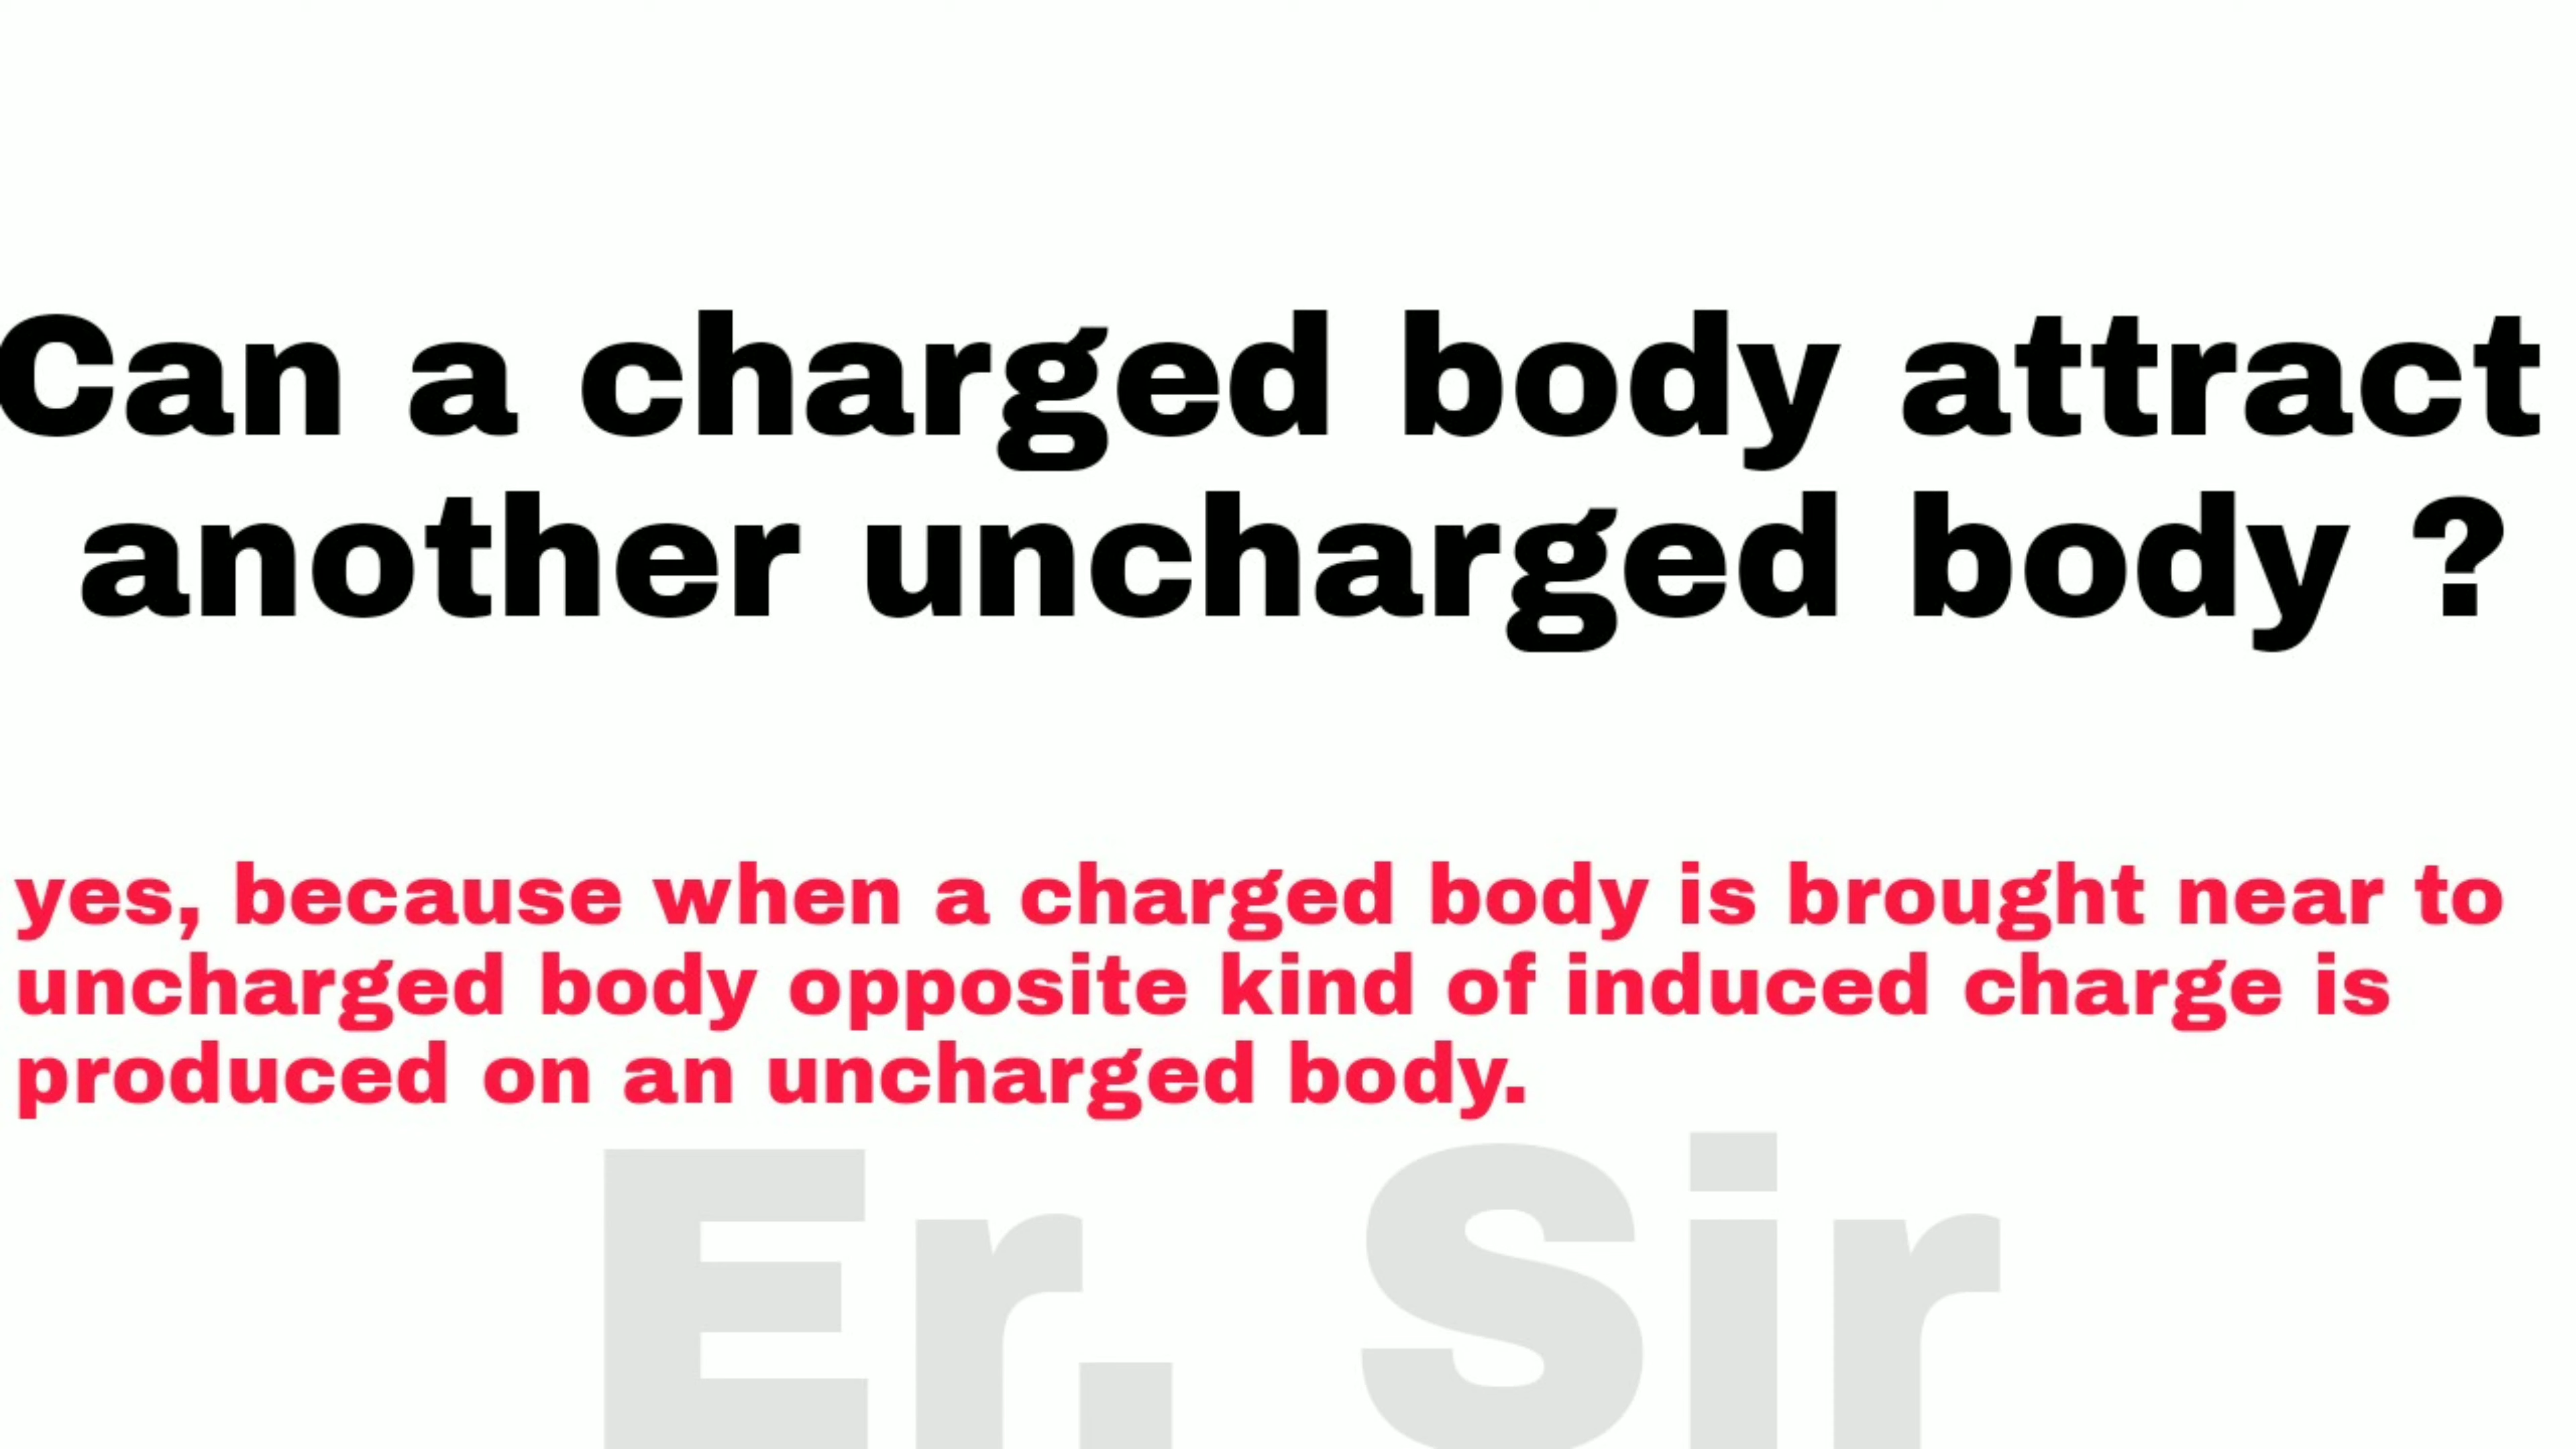 Can a charged body attract
another uncharged body ?
yes, because when a charged body is brought near to
uncharged body opposite kind of induced charge is
produced on an uncharged body.
Er. Sir